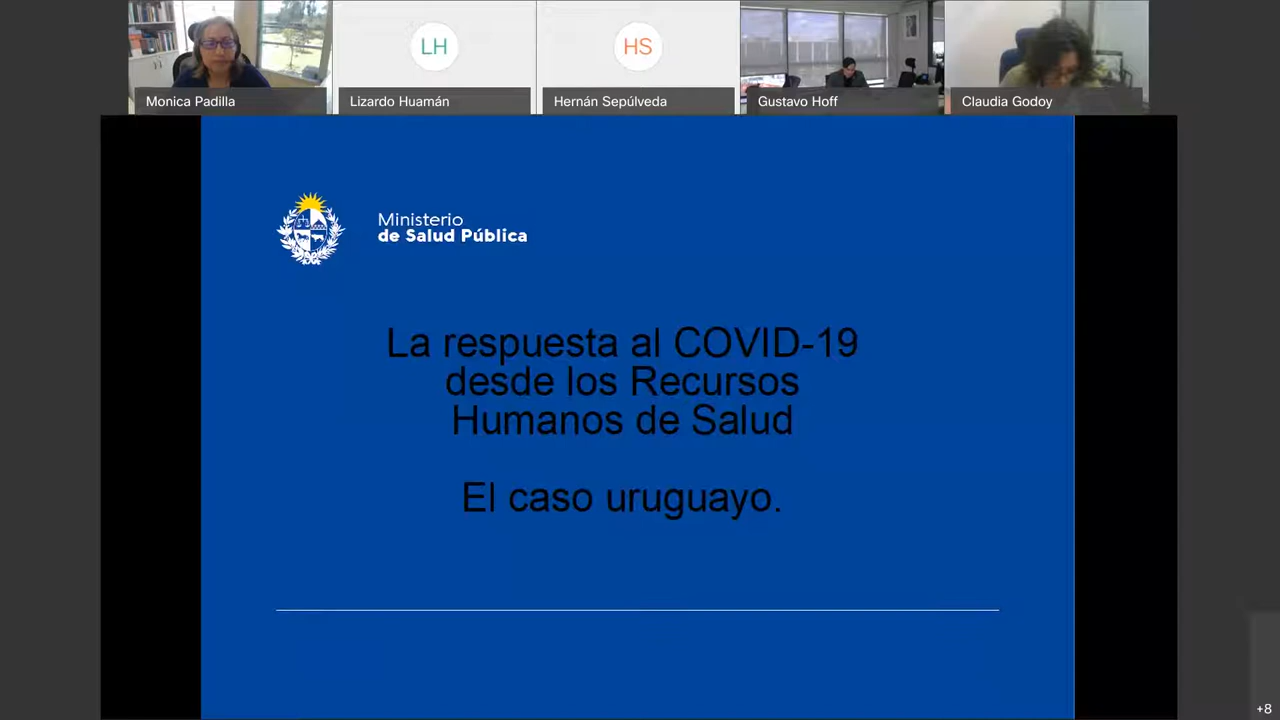 LH
HS
Monica Padilla
Lizardo Huamán
Hernán Sepúlveda
Gustavo Hoff
Claudia Godoy
Ministerio
de Salud Pública
La respuesta al COVID-19
desde los Recursos
Humanos de Salud
El caso uruguayo.
+8